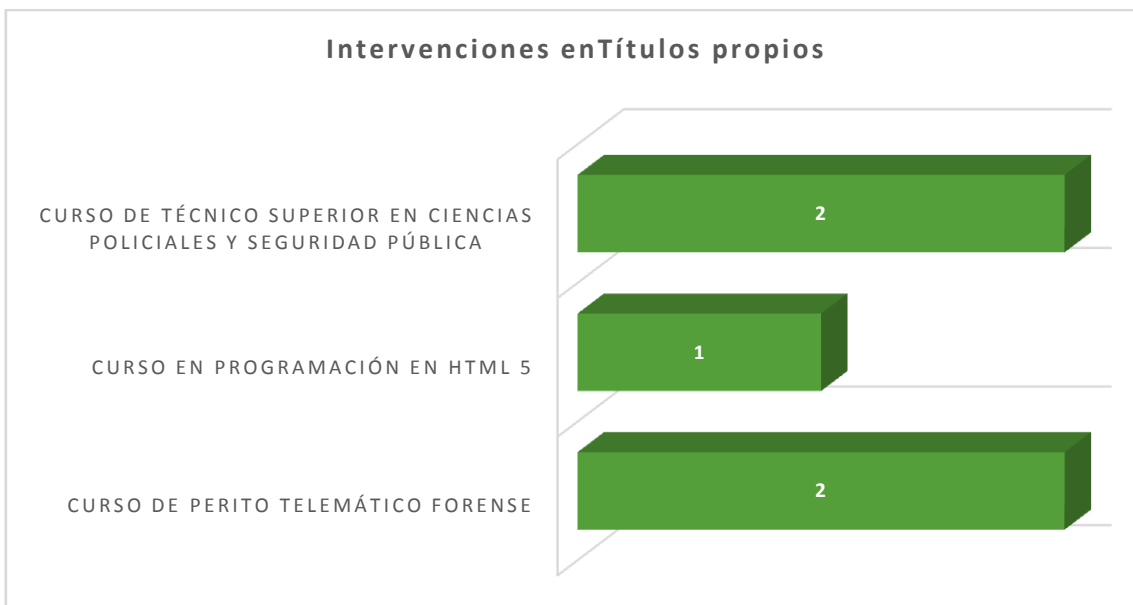 Intervenciones enTítulos propios
CURSO DE TÉCNICO SUPERIOR EN CIENCIAS
POLICIALES Y SEGURIDAD PÚBLICA
2
CURSO EN PROGRAMACIÓN EN HTML 5
1
CURSO DE PERITO TELEMÁTICO FORENSE
2